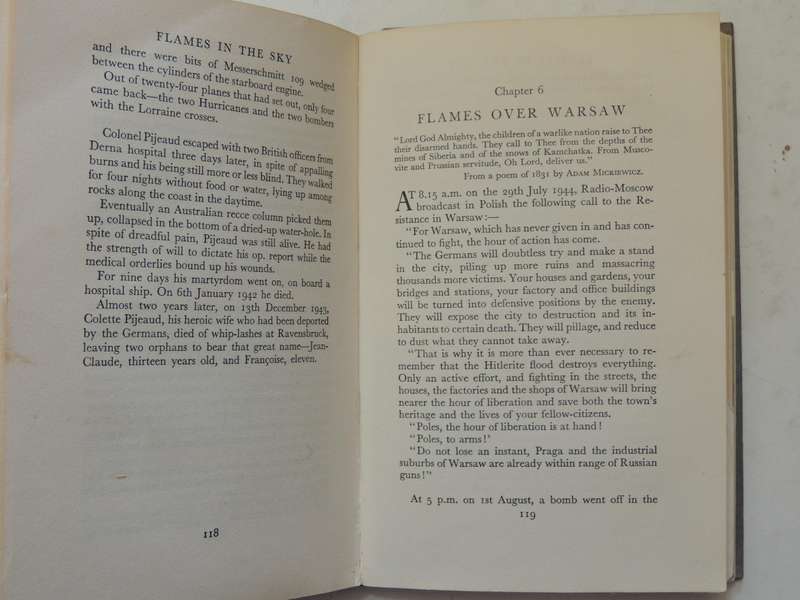 FLAMES IN THE SKY
and there were bits of Messerschmitt 109 wedged
between the cylinders of the starboard engine.
Out of twenty-four planes that had set out, only four
came back—the two Hurricanes and the two bombers
with the Lorraine crosses.
Colonel Pijeaud escaped with two British officers from
Derna hospital three days later, in spite of appalling
burns and his being still more or less blind. They walked
for four nights without food or water, lying up among
rocks along the coast in the daytime.
Eventually an Australian recce column picked them
up, collapsed in the bottom of a dried-up water-hole. In
spite of dreadful pain, Pijeaud was still alive. He had
the strength of will to dictate his op. report while the
medical orderlies bound up his wounds.
For nine days his martyrdom went on, on board a
hospital ship. On 6th January 1942 he died.
Almost two years later, on 13th December 1943,
Colette Pijeaud, his heroic wife who had been deported
by the Germans, died of whip-lashes at Ravensbruck,
leaving two orphans to bear that great name—Jean-
Claude, thirteen years old, and Françoise, eleven.
118
Chapter 6
FLAMES OVER WARSAW
"Lord God Almighty, the children of a warlike nation raise to Thee
their disarmed hands. They call to Thee from the depths of the
mines of Siberia and of the snows of Kamchatka. From Musco-
vite and Prussian servitude, Oh Lord, deliver us."
From a poem of 1831 by ADAM MICKIEWICZ.
AT 8.15 a.m. on the 29th July 1944, Radio-Moscow
broadcast in Polish the following call to the Re-
sistance in Warsaw:—
"For Warsaw, which has never given in and has con-
tinued to fight, the hour of action has come.
"The Germans will doubtless try and make a stand
in the city, piling up more ruins and massacring
thousands more victims. Your houses and gardens, your
bridges and stations, your factory and office buildings
will be turned into defensive positions by the enemy.
They will expose the city to destruction and its in-
habitants to certain death. They will pillage, and reduce
to dust what they cannot take away.
"That is why it is more than ever necessary to re-
member that the Hitlerite flood destroys everything.
Only an active effort, and fighting in the streets, the
houses, the factories and the shops of Warsaw will bring
nearer the hour of liberation and save both the town's
heritage and the lives of your fellow-citizens.
"Poles, the hour of liberation is at hand!
"Poles, to arms!'
"Do not lose an instant, Praga and the industrial
suburbs of Warsaw are already within range of Russian
guns!"
At 5 p.m. on 1st August, a bomb went off in the
119